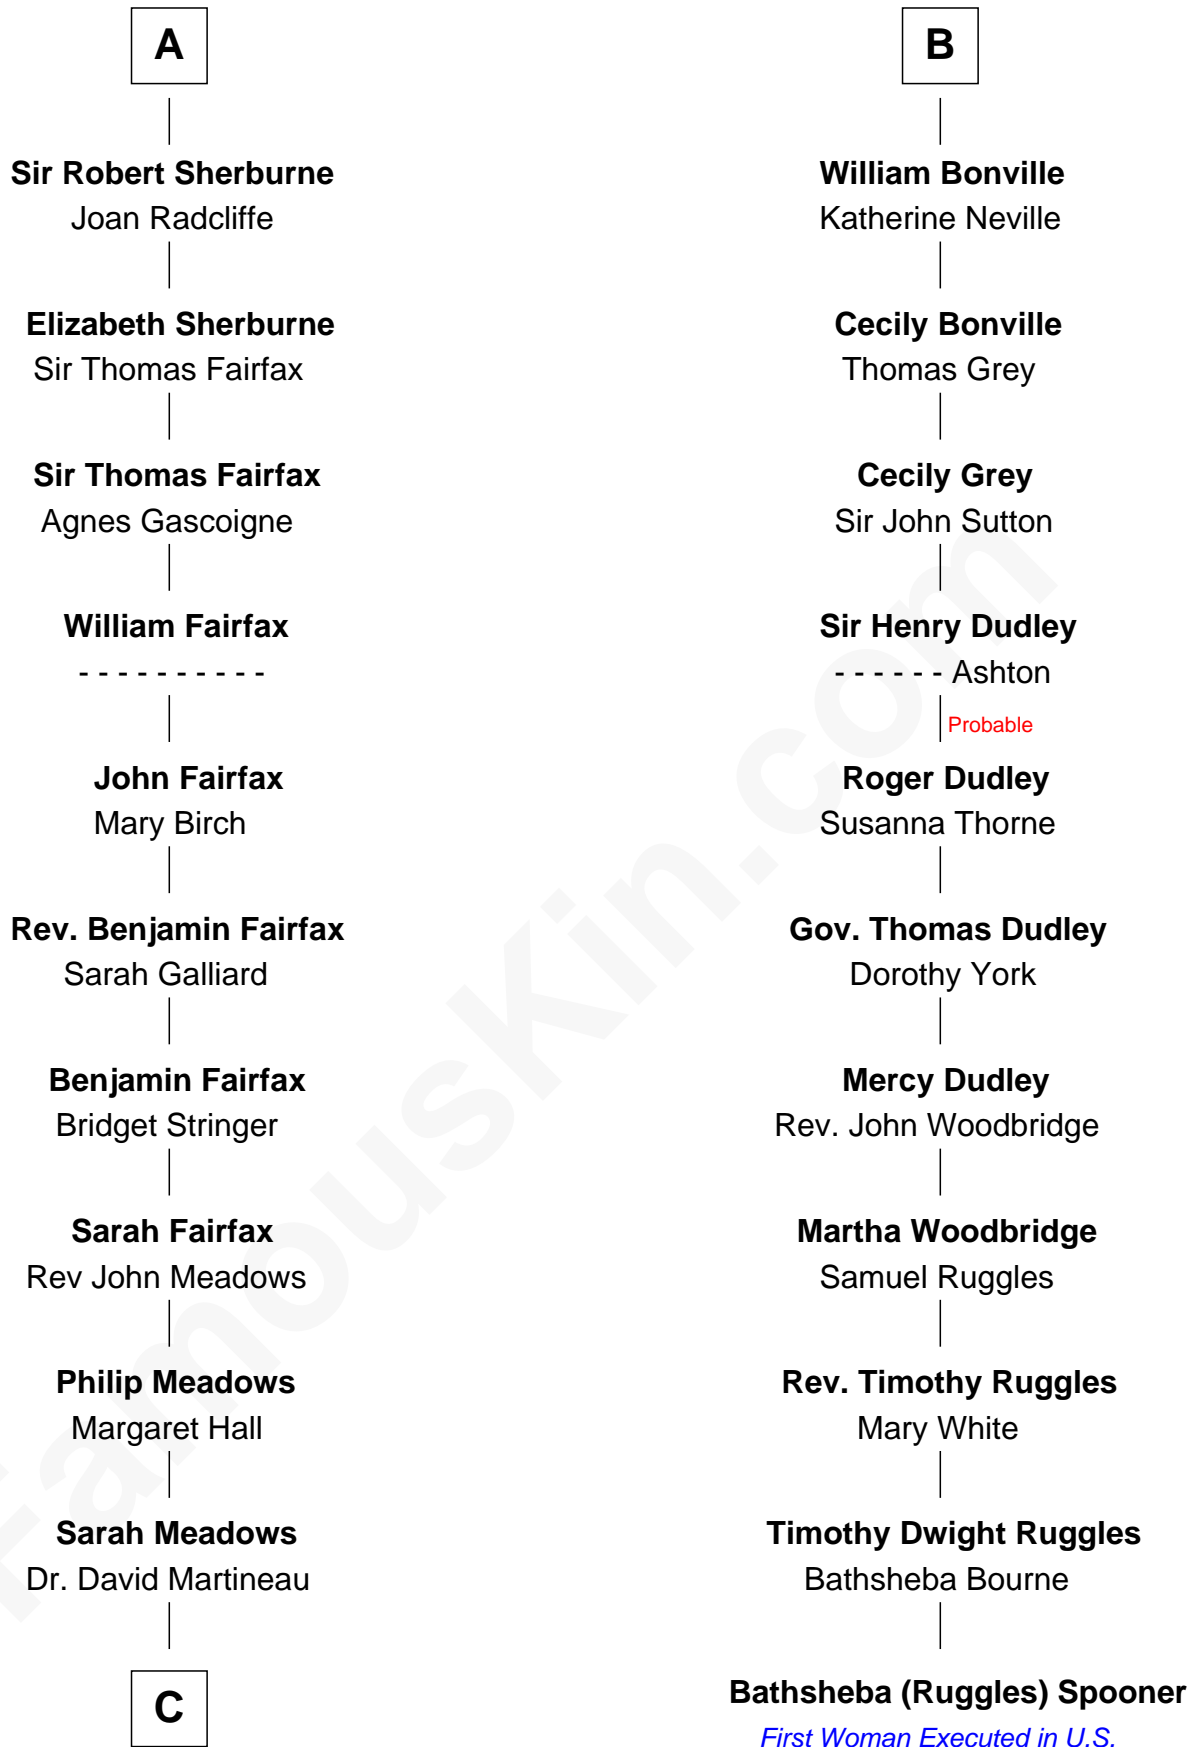 A
Sir Robert Sherburne
Joan Radcliffe
Elizabeth Sherburne
Sir Thomas Fairfax
Sir Thomas Fairfax
Agnes Gascoigne
William Fairfax
- - - - - - - - - -
John Fairfax
Mary Birch
Rev. Benjamin Fairfax
Sarah Galliard
Benjamin Fairfax
Bridget Stringer
Sarah Fairfax
Rev John Meadows
Philip Meadows
Margaret Hall
Sarah Meadows
Dr. David Martineau
C
B
William Bonville
Katherine Neville
Cecily Bonville
Thomas Grey
Cecily Grey
Sir John Sutton
Sir Henry Dudley
- - - - - - Ashton
Probable
Roger Dudley
Susanna Thorne
Gov. Thomas Dudley
Dorothy York
Mercy Dudley
Rev. John Woodbridge
Martha Woodbridge
Samuel Ruggles
Rev. Timothy Ruggles
Mary White
Timothy Dwight Ruggles
Bathsheba Bourne
Bathsheba (Ruggles) Spooner
First Woman Executed in U.S.
FamousKin.com